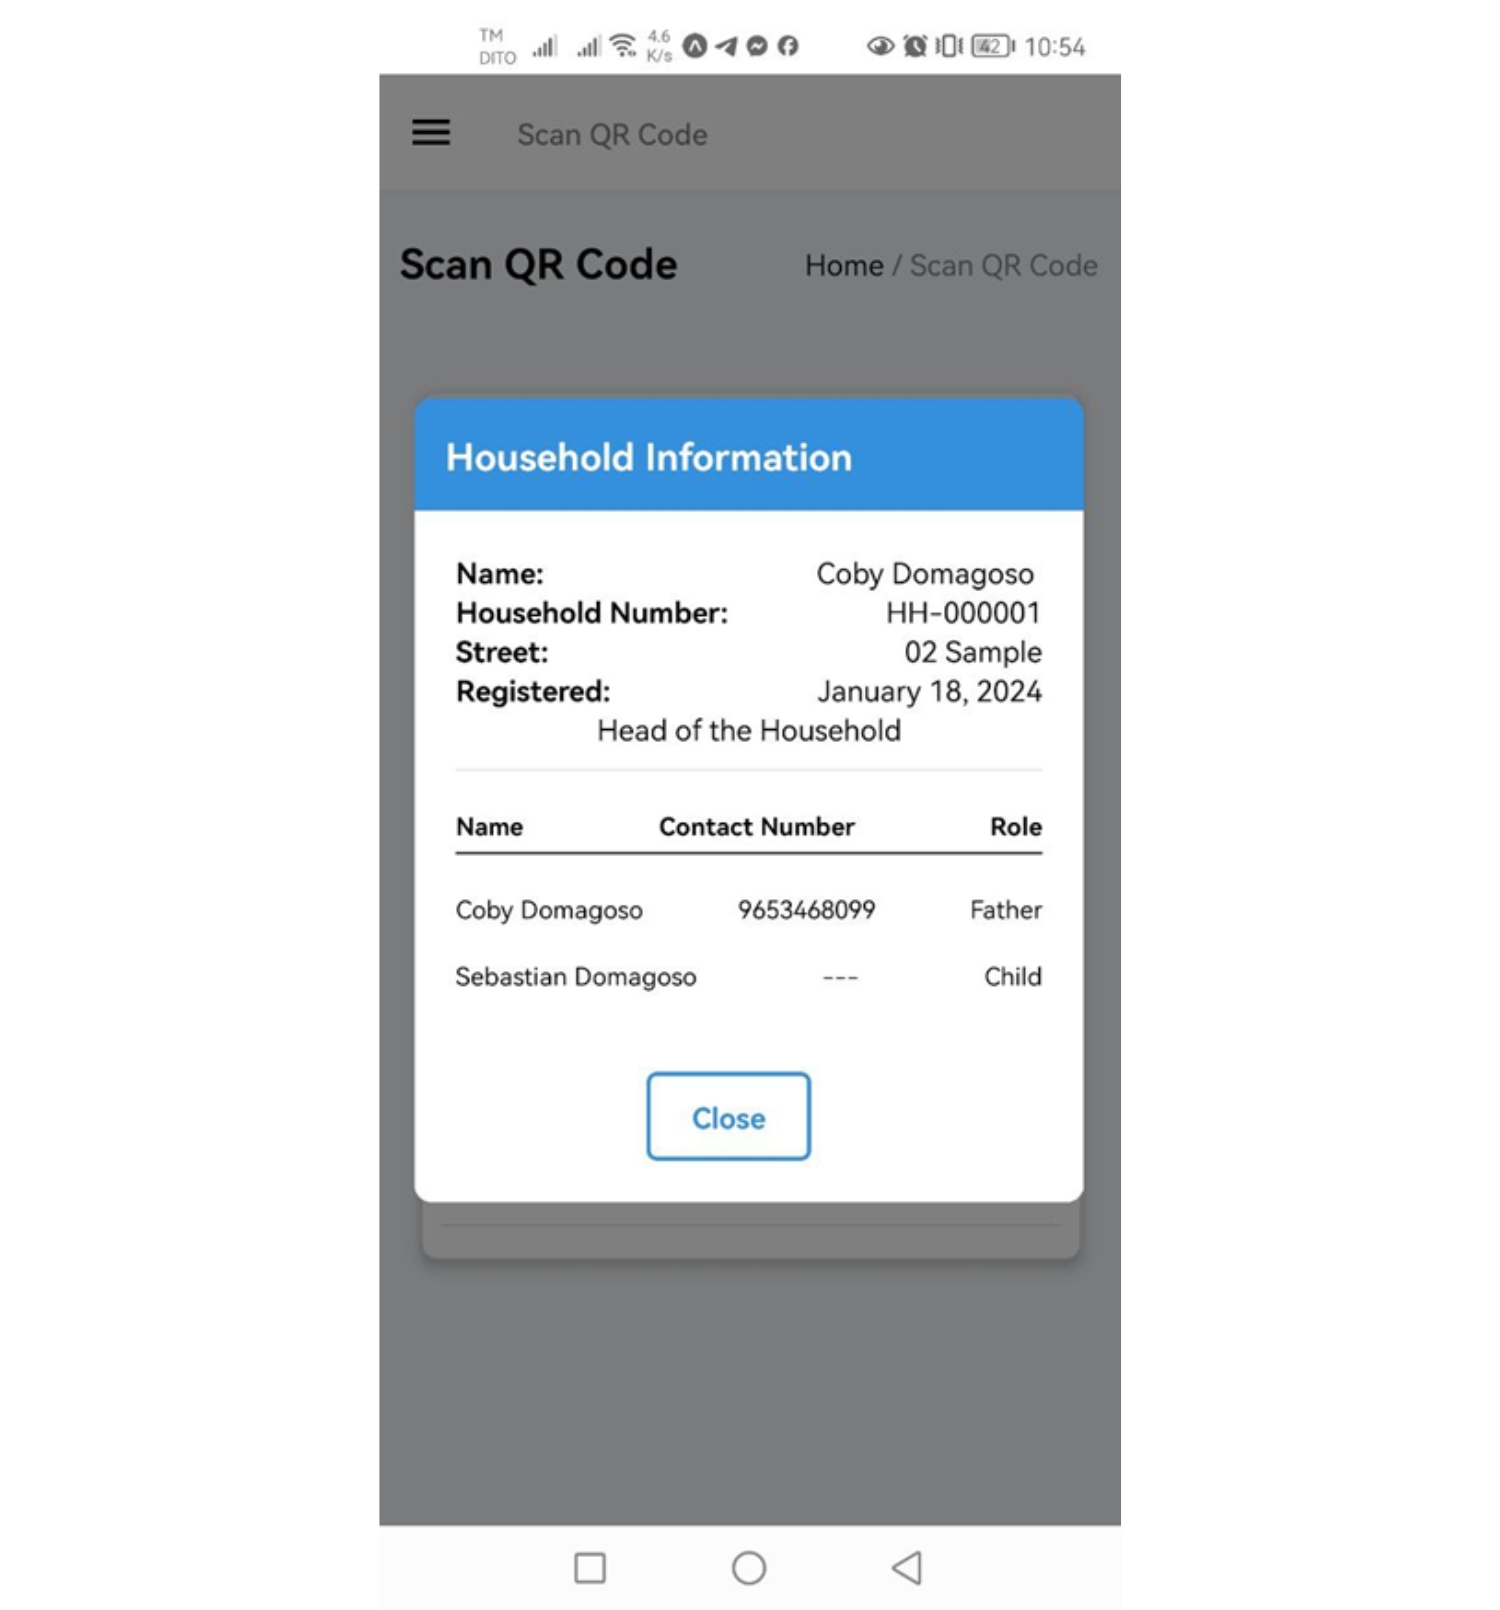 TM
DITO
4.6
K/s
42
10:54
Scan QR Code
Scan QR Code
Home / Scan QR Code
Household Information
Name: Coby Domagoso
Household Number: HH-000001
Street: 02 Sample
Registered: January 18, 2024
Head of the Household
Name Contact Number Role
Coby Domagoso 9653468099 Father
Sebastian Domagoso --- Child
Close